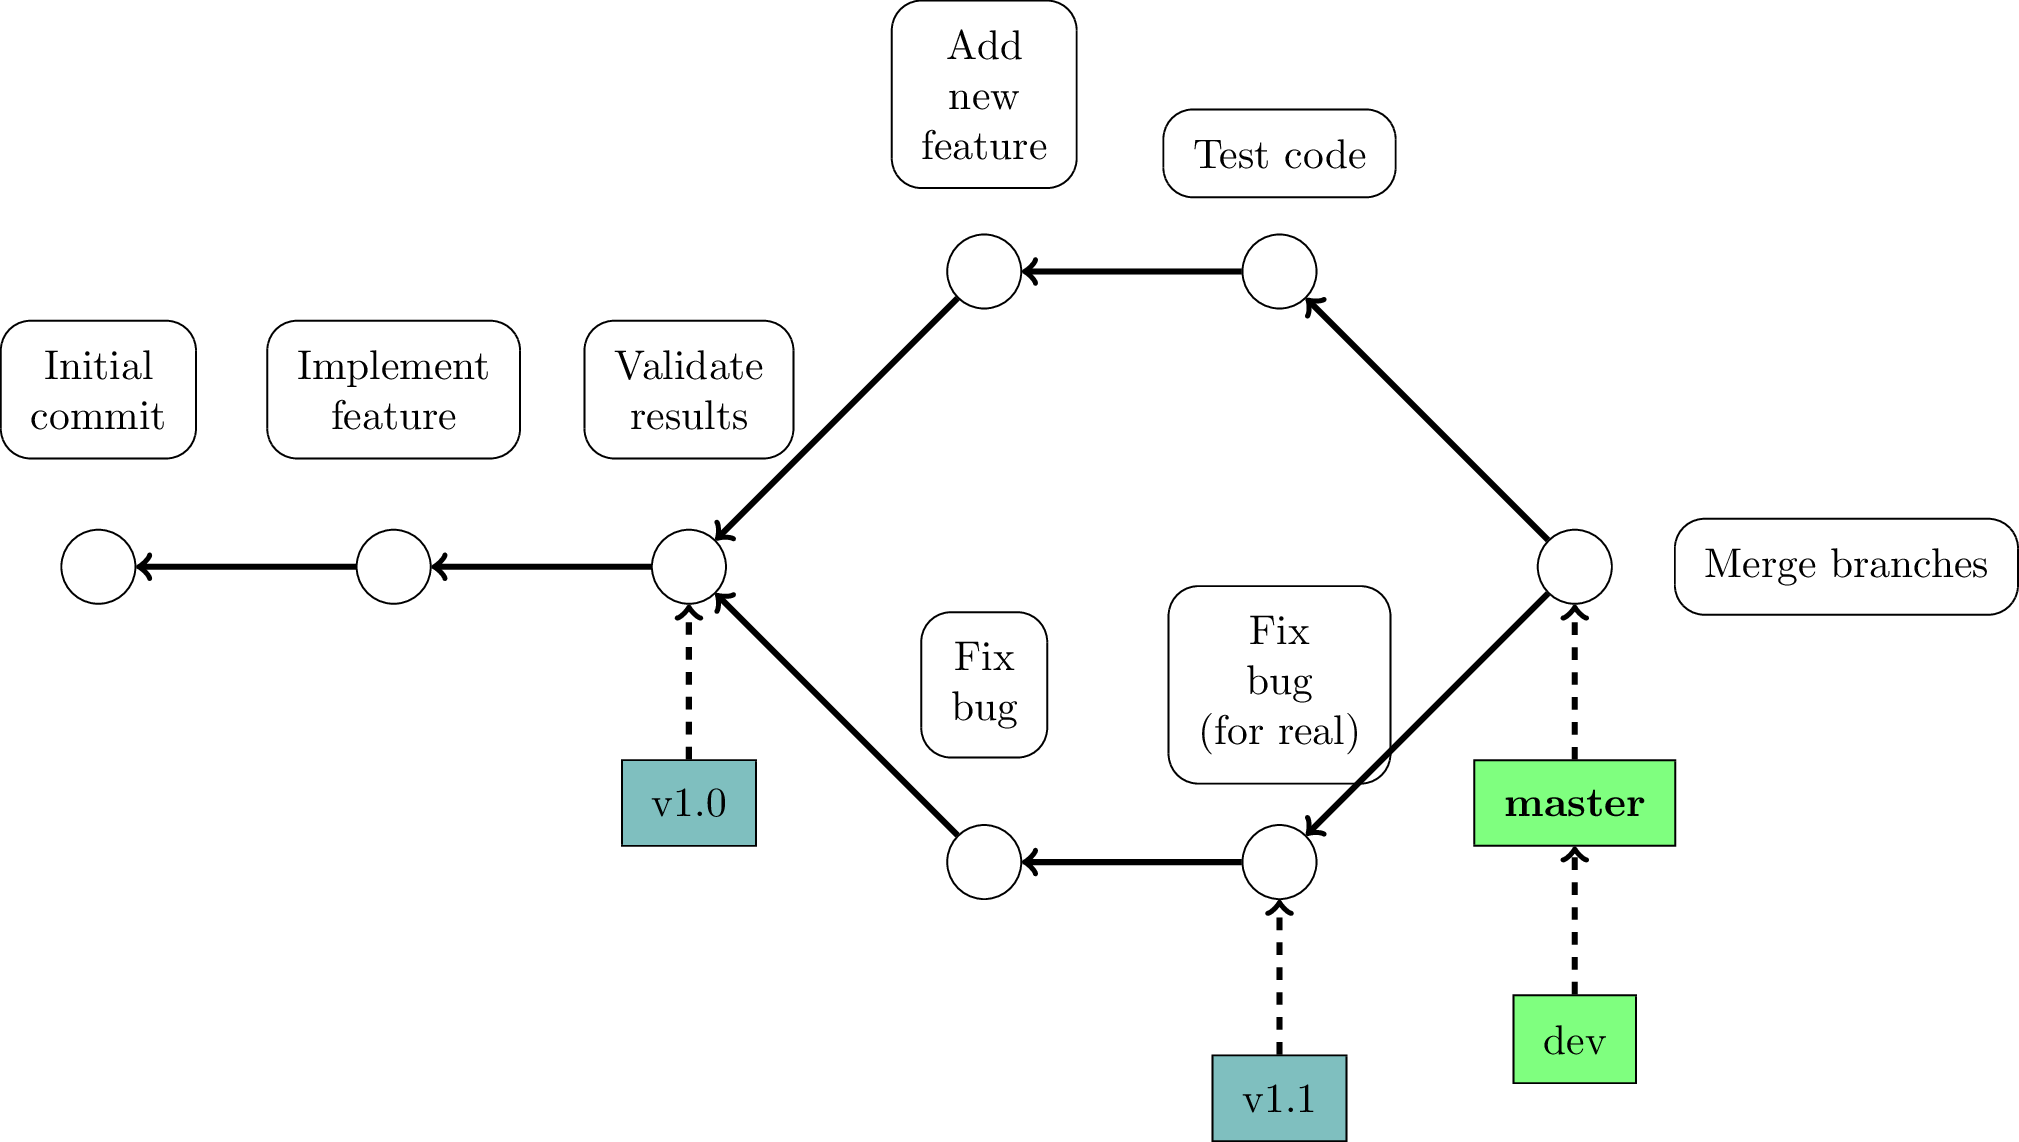 Add
new
feature
Test code
Initial
commit
Implement
feature
Validate
results
Merge branches
Fix
bug
Fix
bug
(for real)
v1.0
master
dev
v1.1